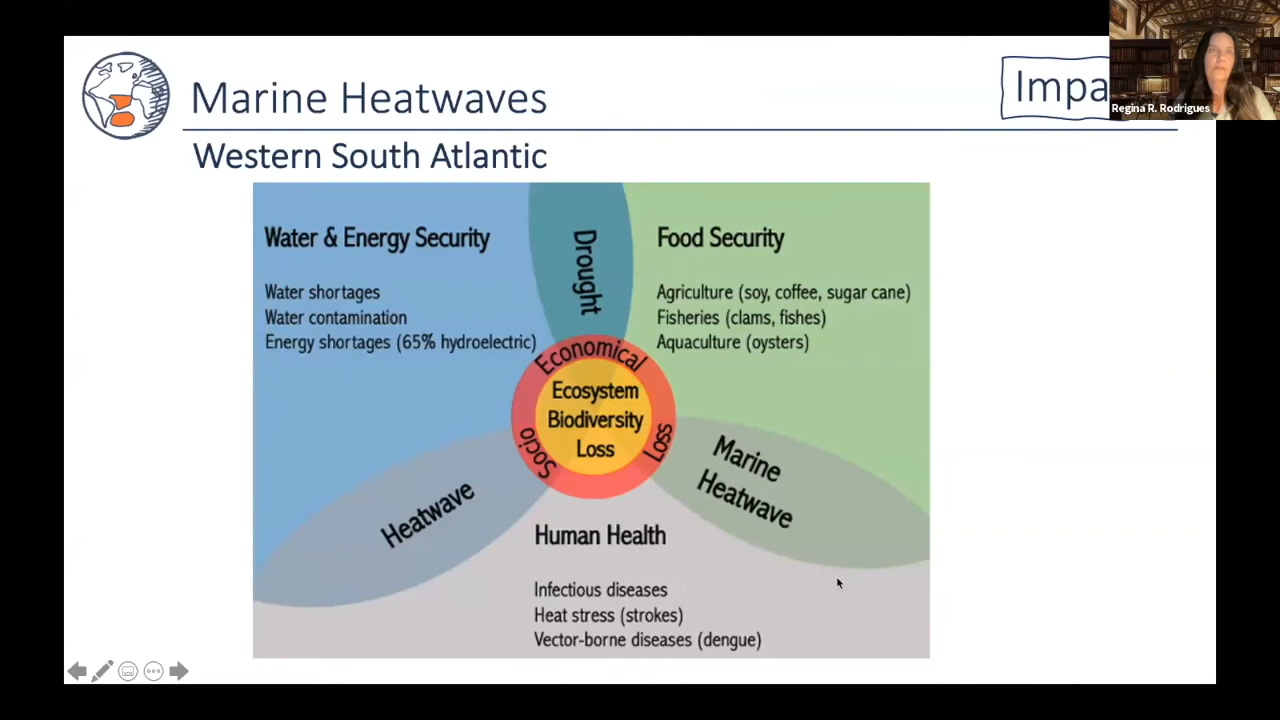 Marine Heatwaves
Impa
Regina R. Rodrigues
Western South Atlantic
Water & Energy Security
Water shortages
Water contamination
Energy shortages (65% hydroelectric)
Drought
Food Security
Agriculture (soy, coffee, sugar cane)
Fisheries (clams, fishes)
Aquaculture (oysters)
Socio
Economical
Loss
Ecosystem
Biodiversity
Loss
Heatwave
Marine
Heatwave
Human Health
Infectious diseases
Heat stress (strokes)
Vector-borne diseases (dengue)